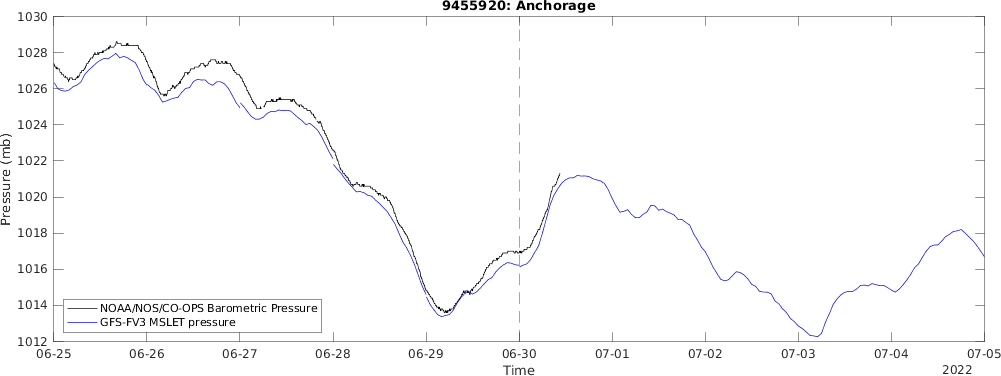 9455920: Anchorage
1030
1028
1026
1024
1022
1020
1018
1016
1014
1012
Pressure (mb)
NOAA/NOS/CO-OPS Barometric Pressure
GFS-FV3 MSLET pressure
06-25 06-26 06-27 06-28 06-29 06-30 07-01 07-02 07-03 07-04 07-05
Time
2022